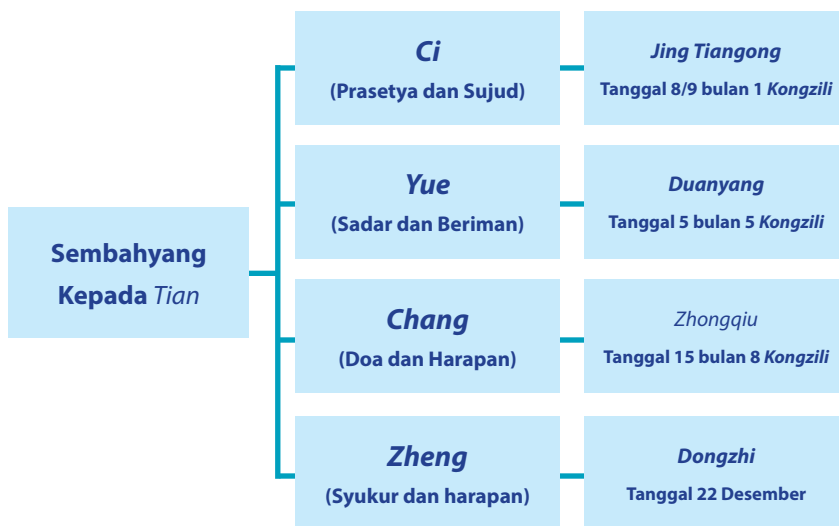 Sembahyang
Kepada Tian
Ci
(Prasetya dan Sujud)
Jing Tiangong
Tanggal 8/9 bulan 1 Kongzili
Yue
(Sadar dan Beriman)
Duanyang
Tanggal 5 bulan 5 Kongzili
Chang
(Doa dan Harapan)
Zhongqiu
Tanggal 15 bulan 8 Kongzili
Zheng
(Syukur dan harapan)
Dongzhi
Tanggal 22 Desember